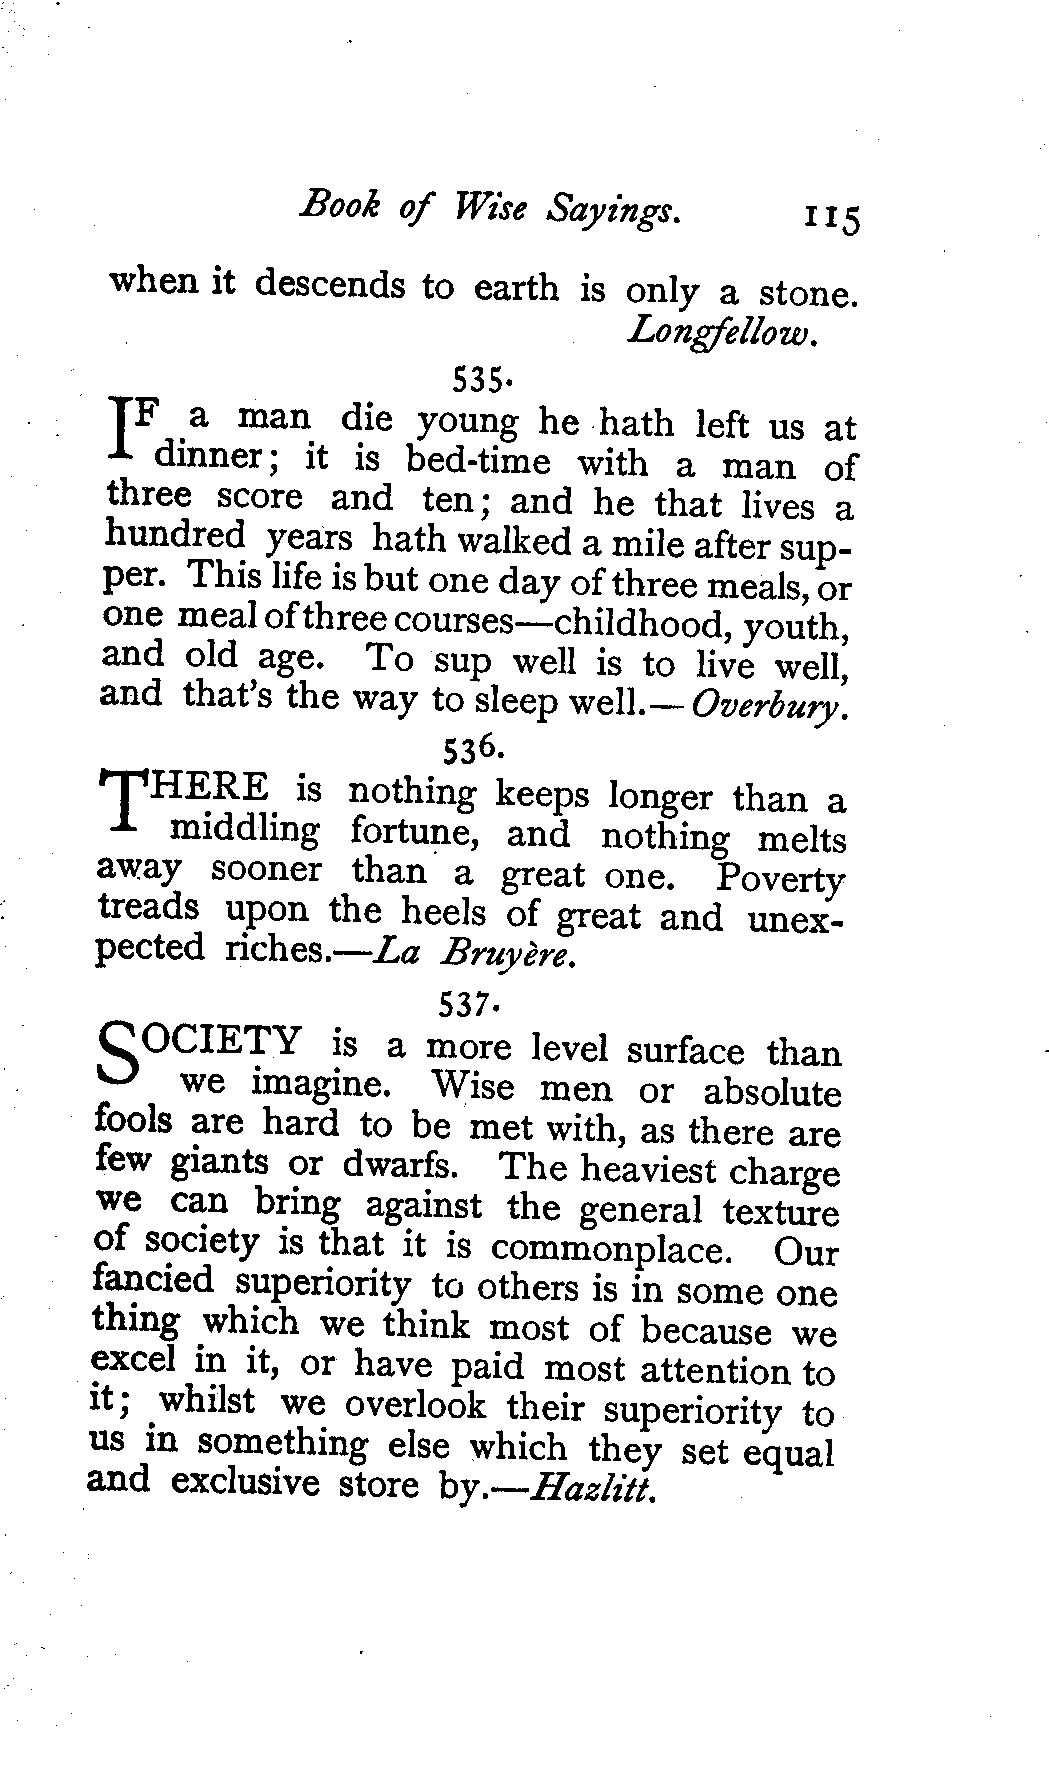 Book of Wise Sayings. 115
when it descends to earth is only a stone.
Longfellow.
535.
IF a man die young he hath left us at
dinner; it is bed-time with a man of
three score and ten; and he that lives a
hundred years hath walked a mile after sup-
per. This life is but one day of three meals, or
one meal of three courses—childhood, youth,
and old age. To sup well is to live well,
and that's the way to sleep well.—Overbury.
536.
THERE is nothing keeps longer than a
middling fortune, and nothing melts
away sooner than a great one. Poverty
treads upon the heels of great and unex-
pected riches.—La Bruyère.
537.
SOCIETY is a more level surface than
we imagine. Wise men or absolute
fools are hard to be met with, as there are
few giants or dwarfs. The heaviest charge
we can bring against the general texture
of society is that it is commonplace. Our
fancied superiority to others is in some one
thing which we think most of because we
excel in it, or have paid most attention to
it; whilst we overlook their superiority to
us in something else which they set equal
and exclusive store by.—Hazlitt.